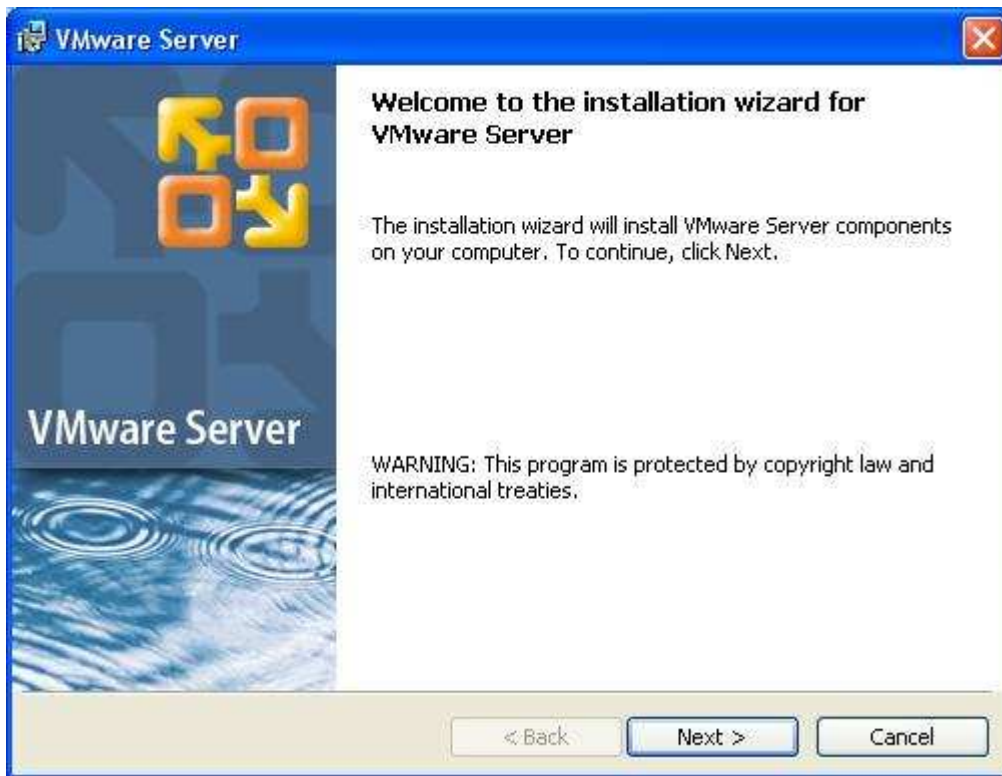 VMware Server
Welcome to the installation wizard for
VMware Server
The installation wizard will install VMware Server components
on your computer. To continue, click Next.
VMware Server
WARNING: This program is protected by copyright law and
international treaties.
< Back
Next >
Cancel